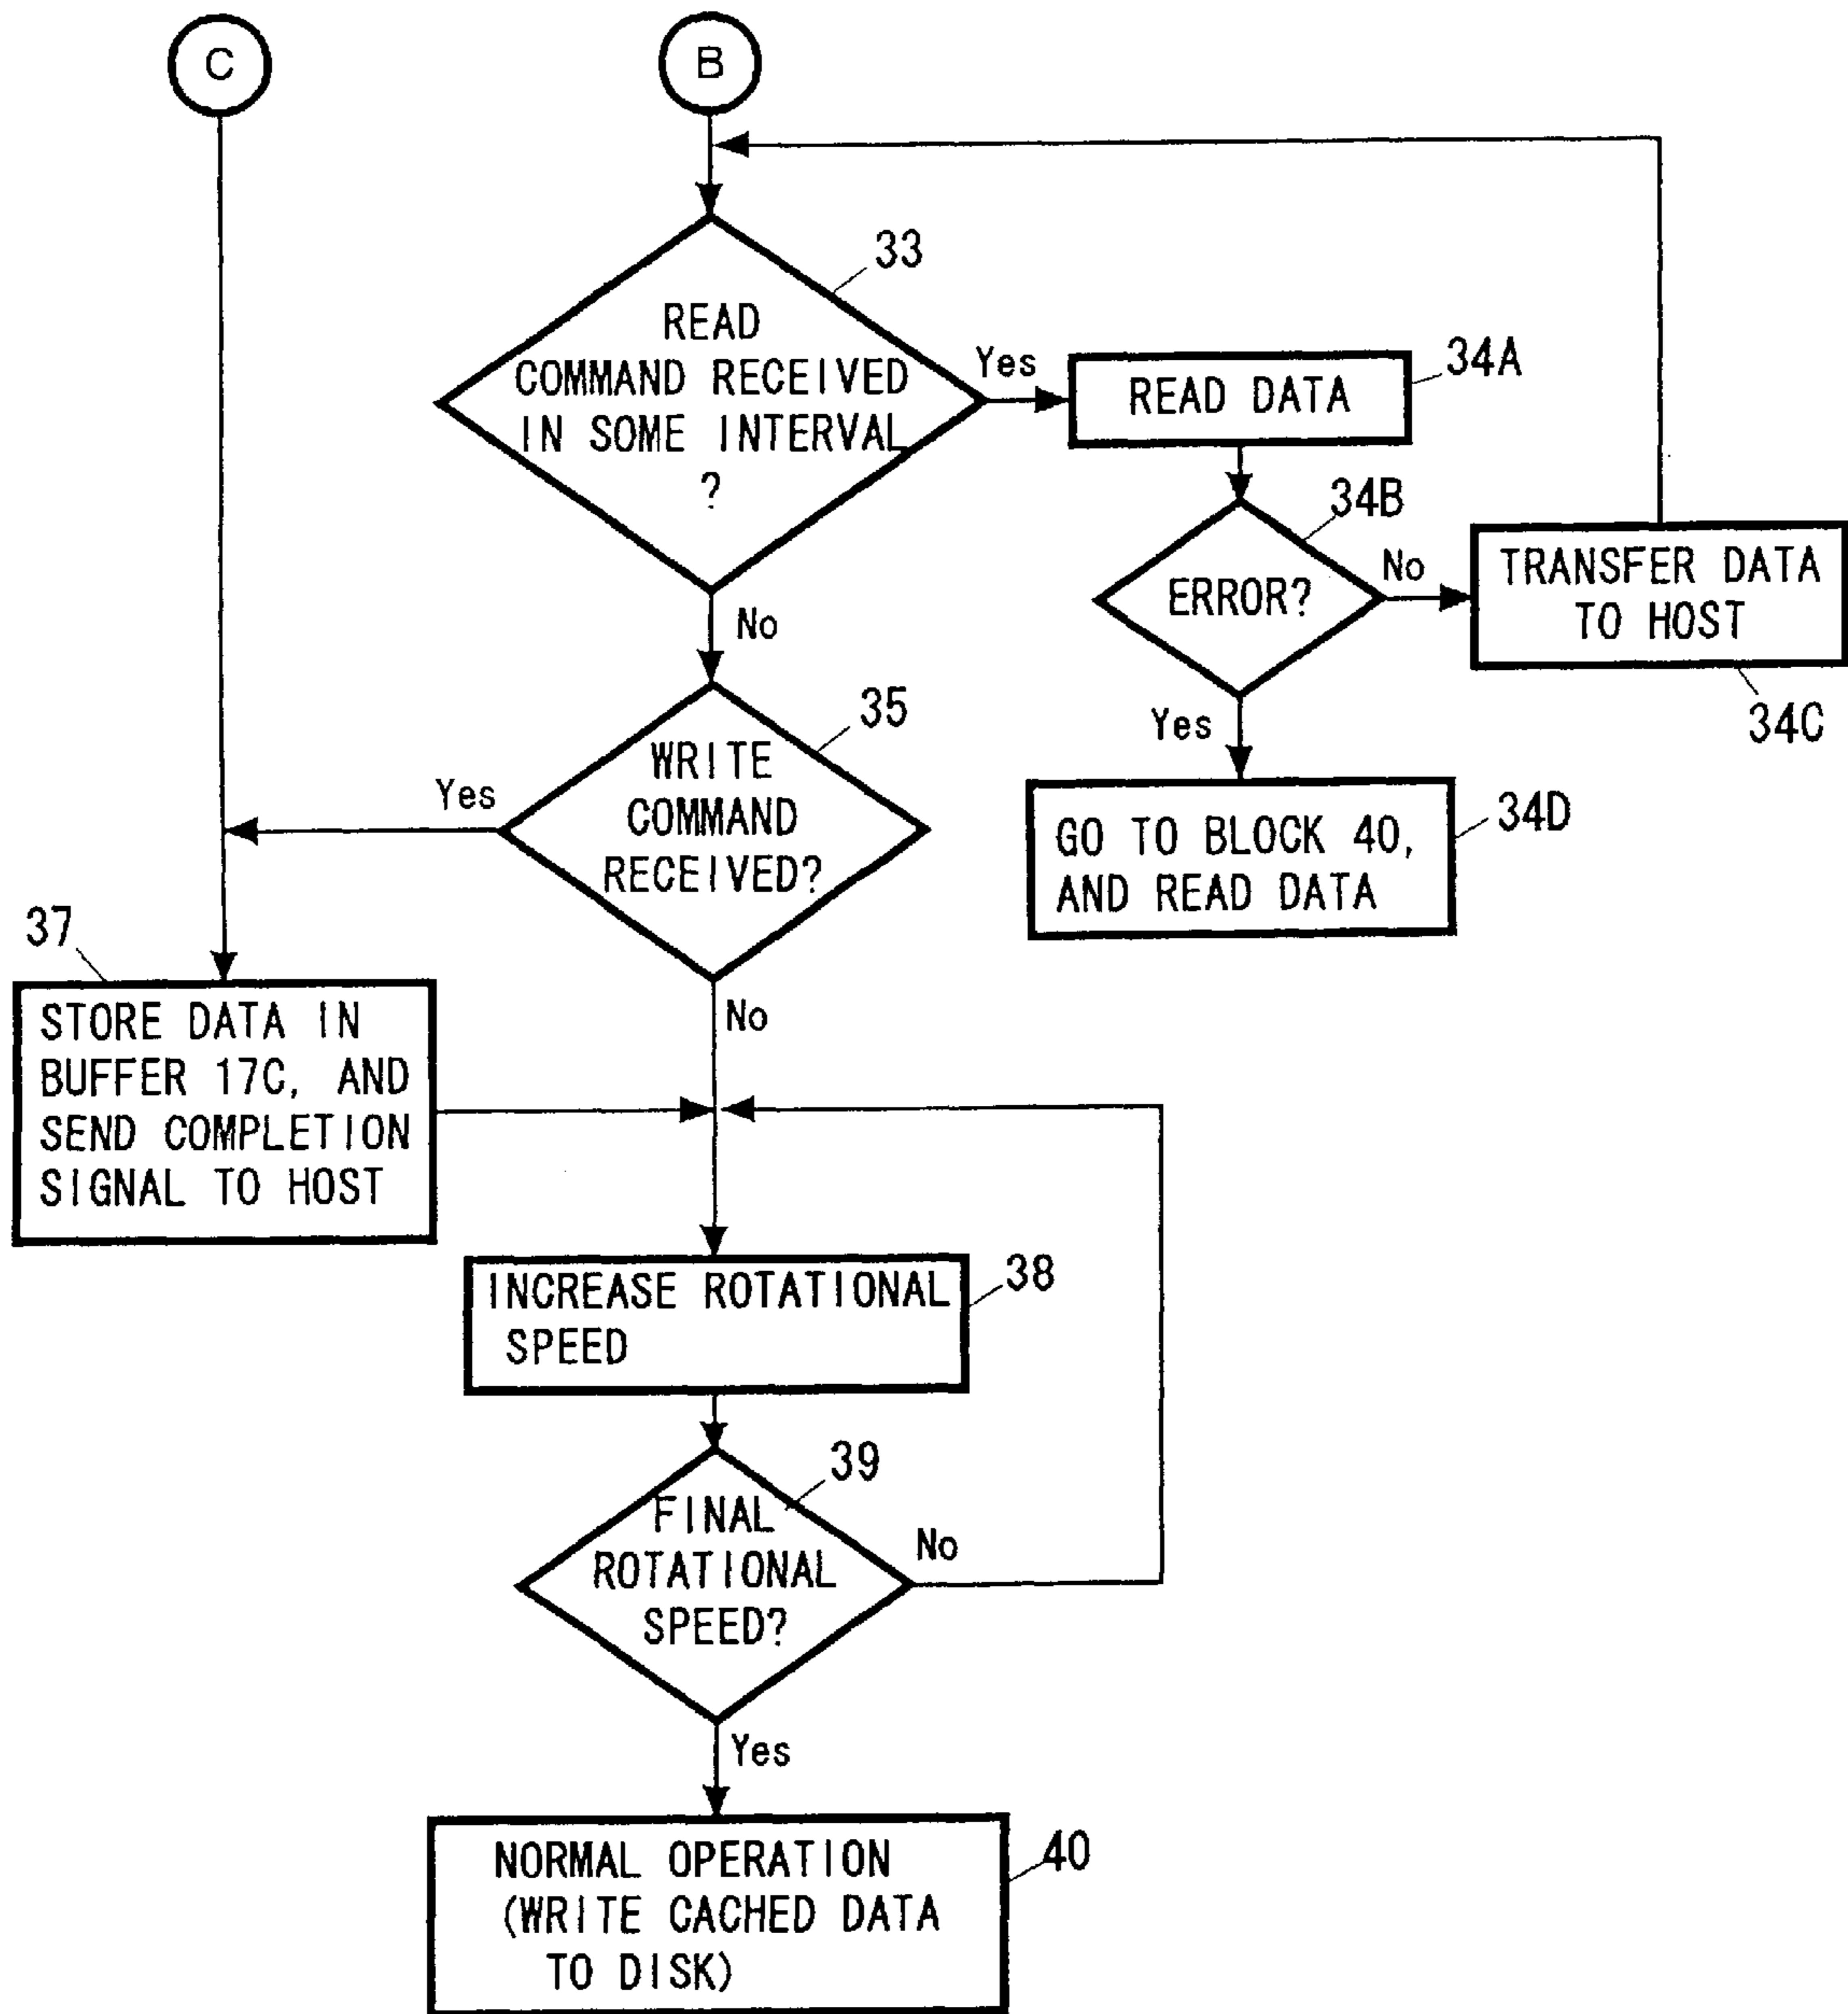 C
B
33
READ
COMMAND RECEIVED
IN SOME INTERVAL
?
Yes
READ DATA
34A
34B
ERROR?
No
TRANSFER DATA
TO HOST
34C
Yes
GO TO BLOCK 40,
AND READ DATA
34D
No
35
WRITE
COMMAND
RECEIVED?
Yes
No
37
STORE DATA IN
BUFFER 17C, AND
SEND COMPLETION
SIGNAL TO HOST
INCREASE ROTATIONAL
SPEED
38
39
FINAL
ROTATIONAL
SPEED?
No
Yes
NORMAL OPERATION
(WRITE CACHED DATA
TO DISK)
40